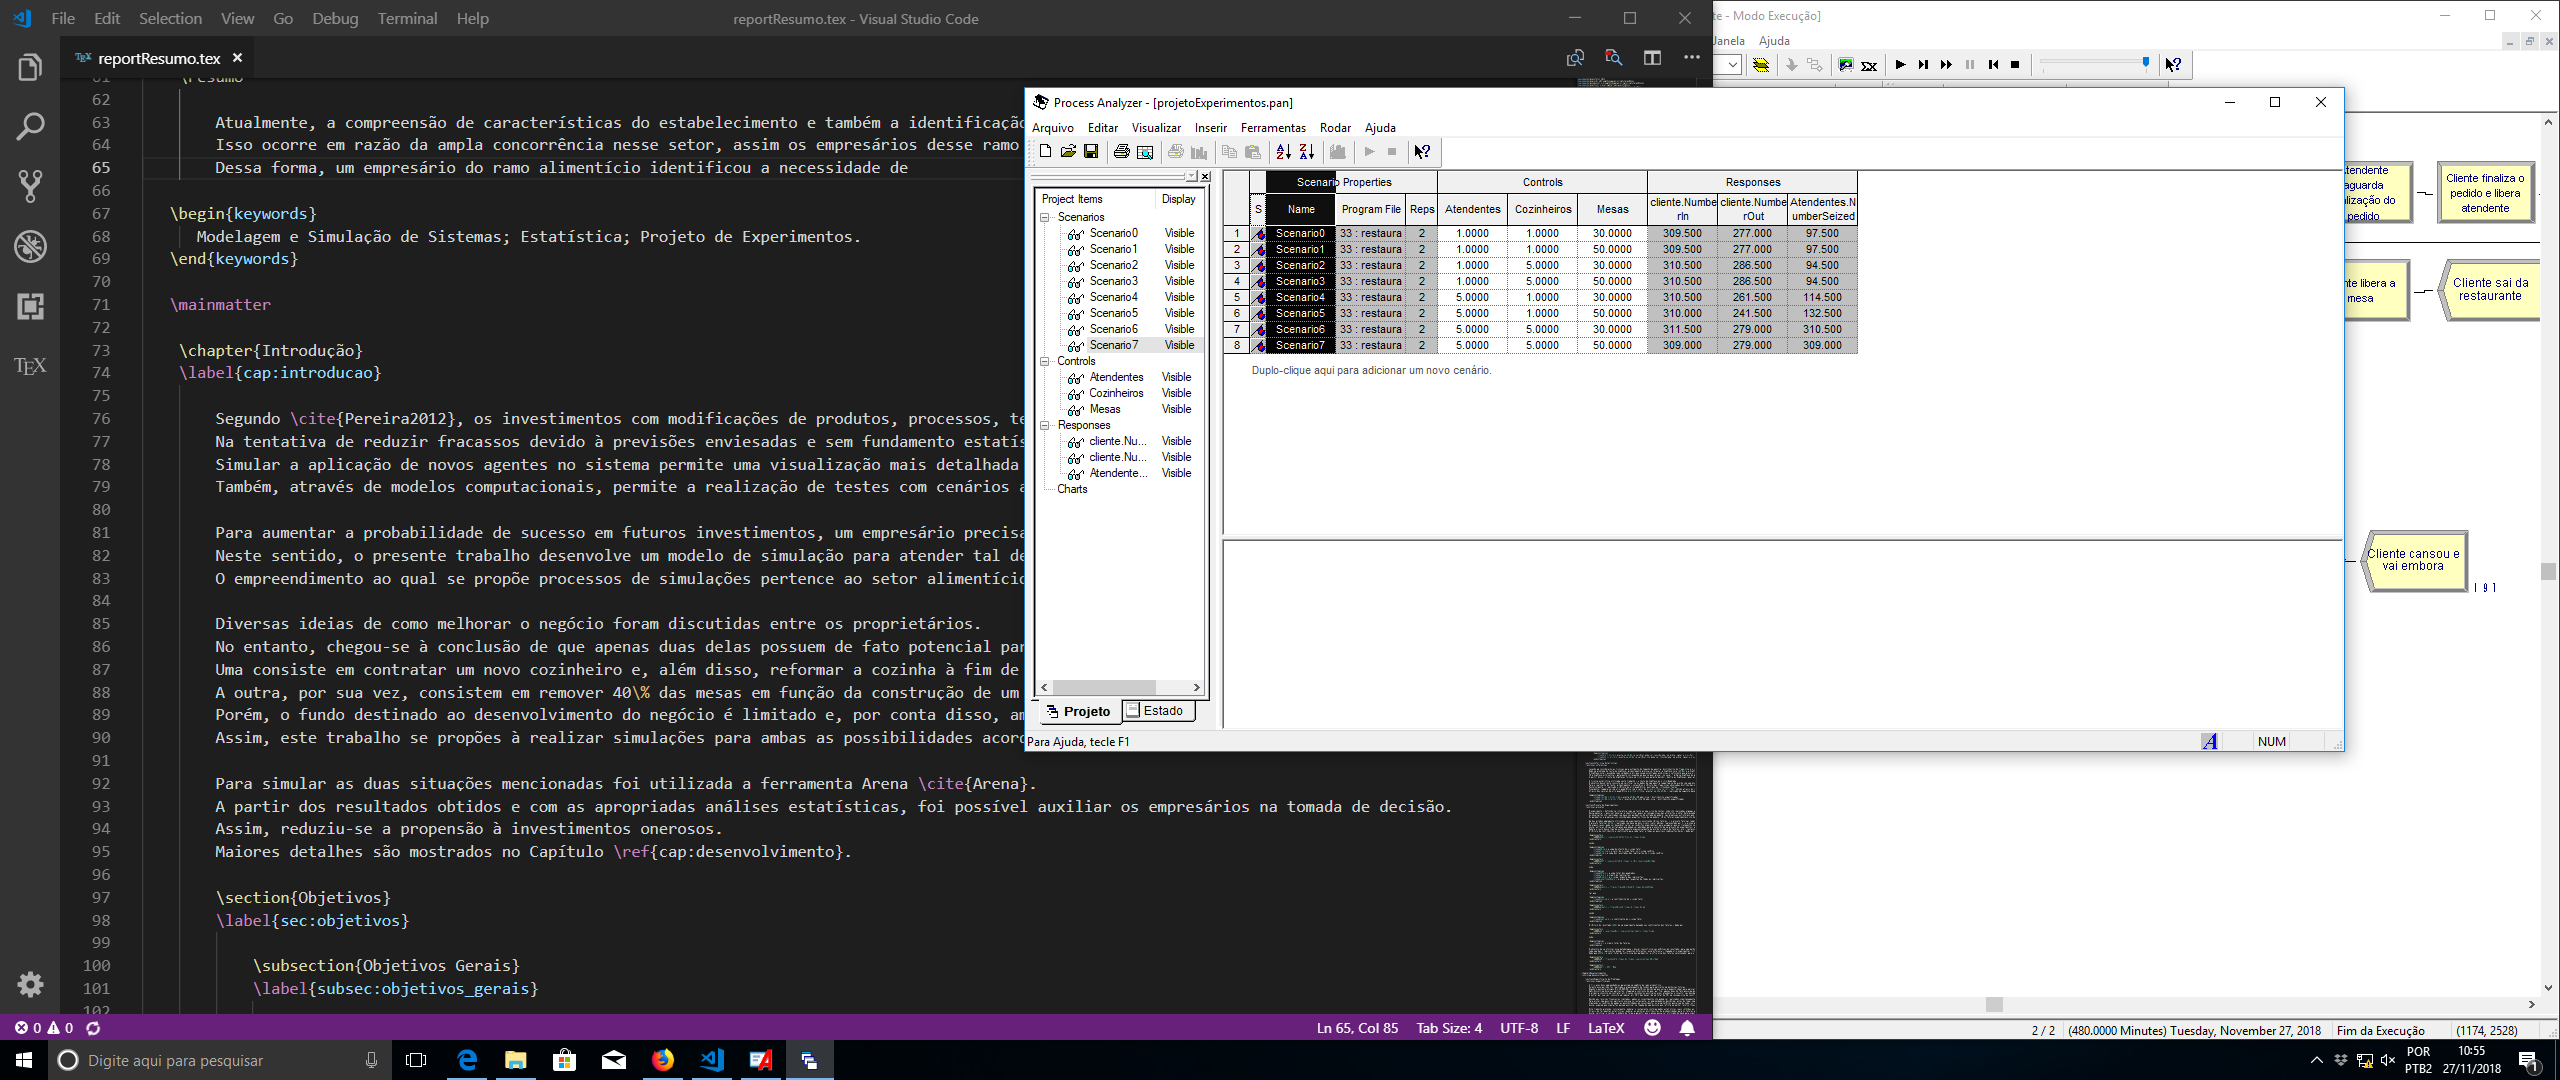 File Edit Selection View Go Debug Terminal Help
reportResumo.tex - Visual Studio Code
TEX reportResumo.tex
61 \resumo
62
63 Atualmente, a compreensão de características do estabelecimento e também a identificação
64 Isso ocorre em razão da ampla concorrência nesse setor, assim os empresários desse ramo
65 Dessa forma, um empresário do ramo alimentício identificou a necessidade de
66
67 \begin{keywords}
68 Modelagem e Simulação de Sistemas; Estatística; Projeto de Experimentos.
69 \end{keywords}
70
71 \mainmatter
72
73 \chapter{Introdução}
74 \label{cap:introducao}
75
76 Segundo \cite{Pereira2012}, os investimentos com modificações de produtos, processos,
77 Na tentativa de reduzir fracassos devido à previsões enviesadas e sem fundamento
78 Simular a aplicação de novos agentes no sistema permite uma visualização mais detalhada
79 Também, através de modelos computacionais, permite a realização de testes com cenários
80
81 Para aumentar a probabilidade de sucesso em futuros investimentos, um empresário
82 Neste sentido, o presente trabalho desenvolve um modelo de simulação para atender tal
83 O empreendimento ao qual se propõe processos de simulações pertence ao setor alimentício
84
85 Diversas ideias de como melhorar o negócio foram discutidas entre os proprietários.
86 No entanto, chegou-se à conclusão de que apenas duas delas possuem de fato potencial
87 Uma consiste em contratar um novo cozinheiro e, além disso, reformar a cozinha à fim de
88 A outra, por sua vez, consistem em remover 40\% das mesas em função da construção de um
89 Porém, o fundo destinado ao desenvolvimento do negócio é limitado e, por conta disso,
90 Assim, este trabalho se propões à realizar simulações para ambas as possibilidades
91
92 Para simular as duas situações mencionadas foi utilizada a ferramenta Arena \cite{Arena}.
93 A partir dos resultados obtidos e com as apropriadas análises estatísticas, foi possível auxiliar os empresários na tomada de decisão.
94 Assim, reduziu-se a propensão à investimentos onerosos.
95 Maiores detalhes são mostrados no Capítulo \ref{cap:desenvolvimento}.
96
97 \section{Objetivos}
98 \label{sec:objetivos}
99
100 \subsection{Objetivos Gerais}
101 \label{subsec:objetivos_gerais}
102
TEX
0 0
Ln 65, Col 85 Tab Size: 4 UTF-8 LF LaTeX
Process Analyzer - [projetoExperimentos.pan]
Arquivo Editar Visualizar Inserir Ferramentas Rodar Ajuda
Project Items Display
Scenarios
Scenario0 Visible
Scenario1 Visible
Scenario2 Visible
Scenario3 Visible
Scenario4 Visible
Scenario5 Visible
Scenario6 Visible
Scenario7 Visible
Controls
Atendentes Visible
Cozinheiros Visible
Mesas Visible
Responses
cliente.Nu... Visible
cliente.Nu... Visible
Atendente... Visible
Charts
Projeto Estado
Scenario Properties Controls Responses
S Name Program File Reps Atendentes Cozinheiros Mesas cliente.NumberIn cliente.NumberOut Atendentes.NumberSeized
1 Scenario0 33 : restaura 2 1.0000 1.0000 30.0000 309.500 277.000 97.500
2 Scenario1 33 : restaura 2 1.0000 1.0000 50.0000 309.500 277.000 97.500
3 Scenario2 33 : restaura 2 1.0000 5.0000 30.0000 310.500 286.500 94.500
4 Scenario3 33 : restaura 2 1.0000 5.0000 50.0000 310.500 286.500 94.500
5 Scenario4 33 : restaura 2 5.0000 1.0000 30.0000 310.500 261.500 114.500
6 Scenario5 33 : restaura 2 5.0000 1.0000 50.0000 310.000 241.500 132.500
7 Scenario6 33 : restaura 2 5.0000 5.0000 30.0000 311.500 279.000 310.500
8 Scenario7 33 : restaura 2 5.0000 5.0000 50.0000 309.000 279.000 309.000
Duplo-clique aqui para adicionar um novo cenário.
Para Ajuda, tecle F1
NUM
te - Modo Execução]
Janela Ajuda
aguarda
pedido
Cliente finaliza o
pedido e libera
atendente
libera a
mesa
Cliente sai da
restaurante
Cliente cansou e
vai embora
2 / 2 (480.0000 Minutes) Tuesday, November 27, 2018 Fim da Execução (1174, 2528)
Digite aqui para pesquisar
POR
PTB2
10:55
27/11/2018
1